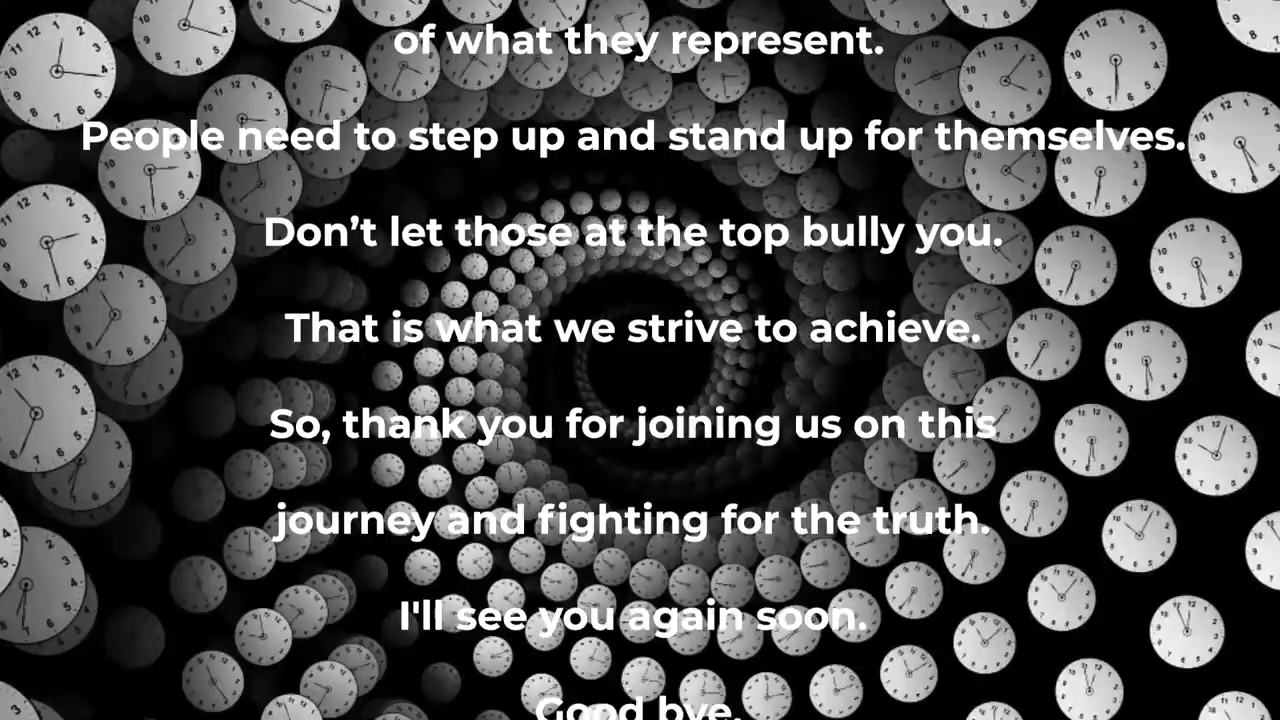 of what they represent.
People need to step up and stand up for themselves.
Don’t let those at the top bully you.
That is what we strive to achieve.
So, thank you for joining us on this
journey and fighting for the truth.
I'll see you again soon.
Good bye.